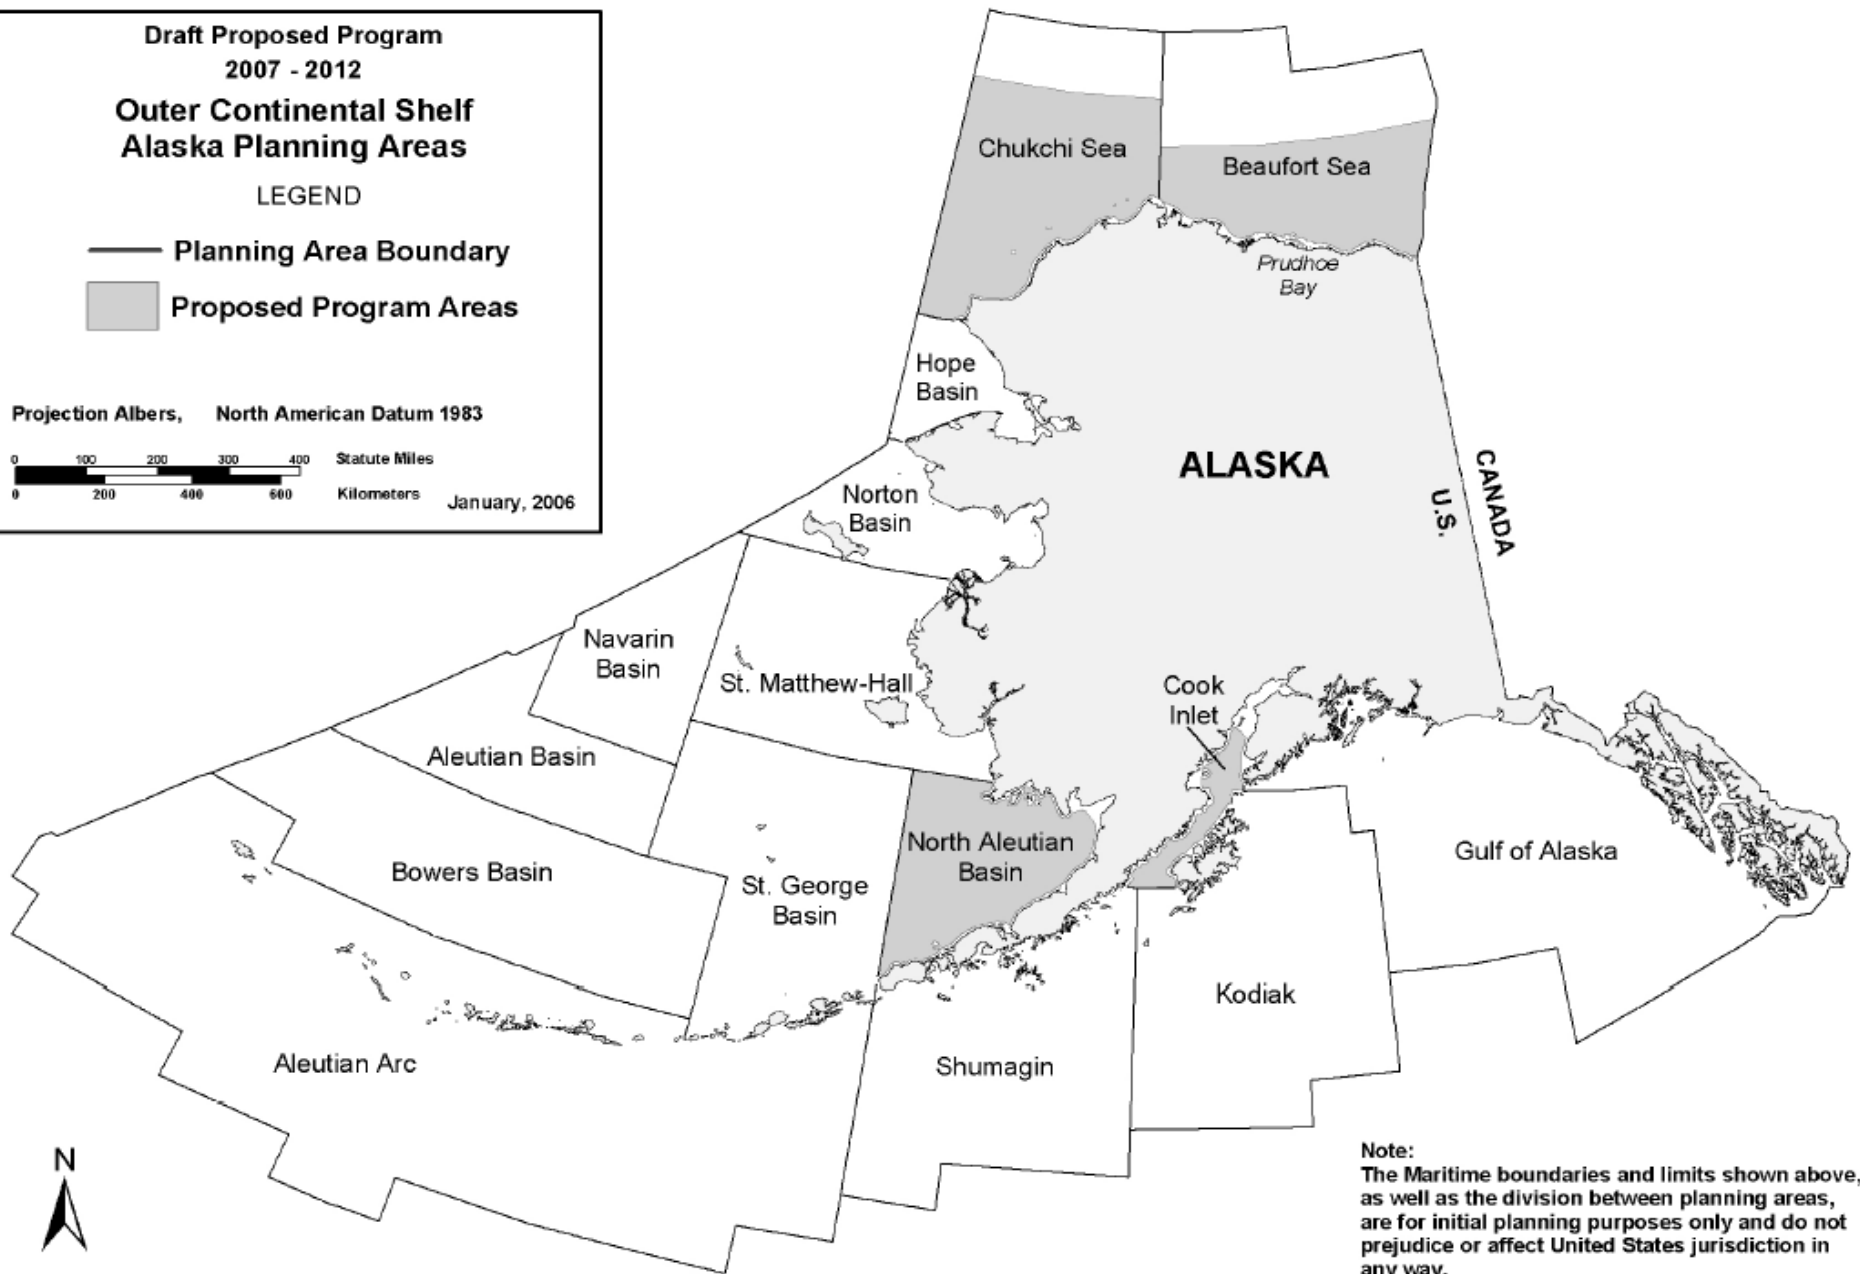 Draft Proposed Program
2007 - 2012
Outer Continental Shelf
Alaska Planning Areas
LEGEND
Planning Area Boundary
Proposed Program Areas
Projection Albers, North American Datum 1983
0 100 200 300 400 Statute Miles
0 200 400 600 Kilometers
January, 2006
Chukchi Sea
Beaufort Sea
Prudhoe
Bay
Hope
Basin
ALASKA
CANADA
U.S.
Norton
Basin
Navarin
Basin
St. Matthew-Hall
Cook
Inlet
Aleutian Basin
North Aleutian
Basin
Gulf of Alaska
Bowers Basin
St. George
Basin
Kodiak
Aleutian Arc
Shumagin
N
Note:
The Maritime boundaries and limits shown above,
as well as the division between planning areas,
are for initial planning purposes only and do not
prejudice or affect United States jurisdiction in
any way.